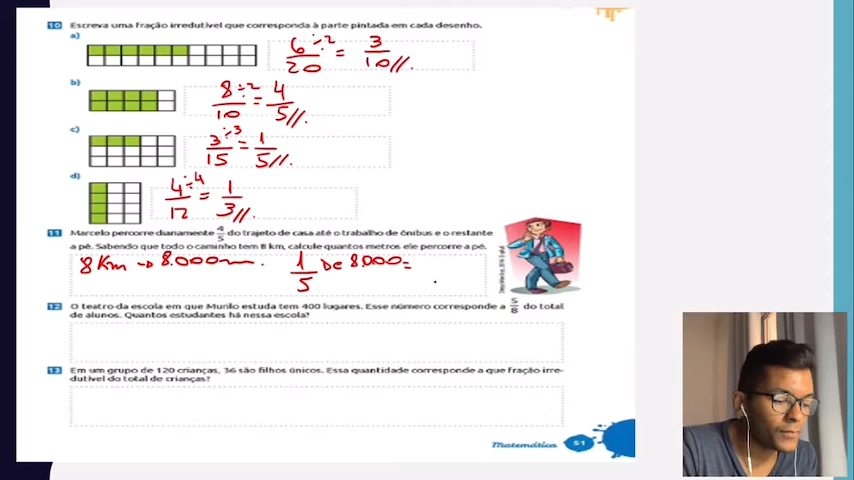 10 Escreva uma fração irredutível que corresponda à parte pintada em cada desenho.
a)
6/20 ÷2 = 3/10//.
b)
8/10 ÷2 = 4/5//.
c)
3/15 ÷3 = 1/5//.
d)
4/12 ÷4 = 1/3//.
11 Marcelo percorre diariamente 4/5 do trajeto de casa até o trabalho de ônibus e o restante
a pé. Sabendo que todo o caminho tem 8 km, calcule quantos metros ele percorre a pé.
8 Km → 8.000m. 1/5 De 8.000=
12 O teatro da escola em que Murilo estuda tem 400 lugares. Esse número corresponde a 5/8 do total
de alunos. Quantos estudantes há nessa escola?
13 Em um grupo de 120 crianças, 36 são filhos únicos. Essa quantidade corresponde a que fração irre-
dutível do total de crianças?
Matemática 51